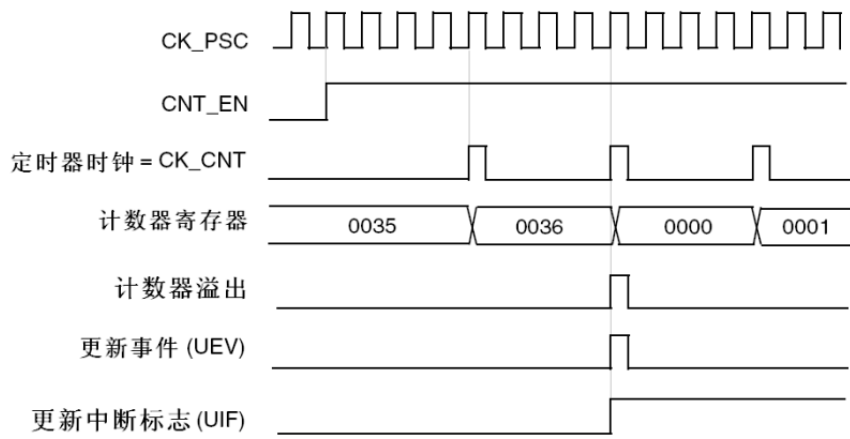 CK_PSC
CNT_EN
定时器时钟 = CK_CNT
计数器寄存器
0035 0036 0000 0001
计数器溢出
更新事件 (UEV)
更新中断标志 (UIF)